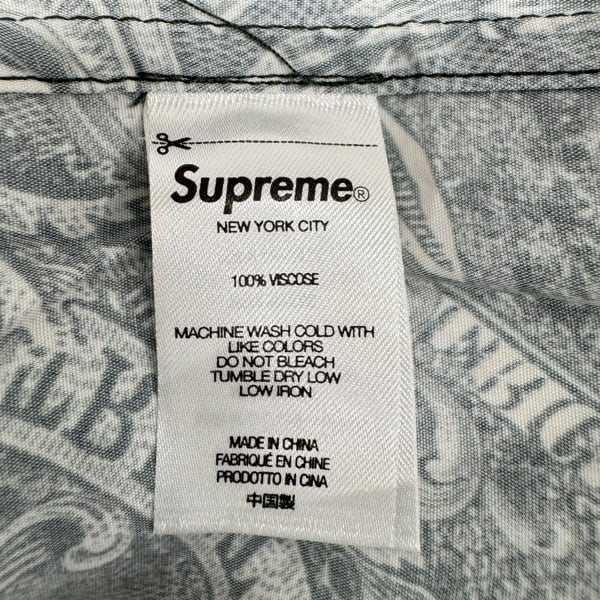 Supreme®
NEW YORK CITY
100% VISCOSE
MACHINE WASH COLD WITH
LIKE COLORS
DO NOT BLEACH
TUMBLE DRY LOW
LOW IRON
MADE IN CHINA
FABRIQUÉ EN CHINE
PRODOTTO IN CINA
中国製